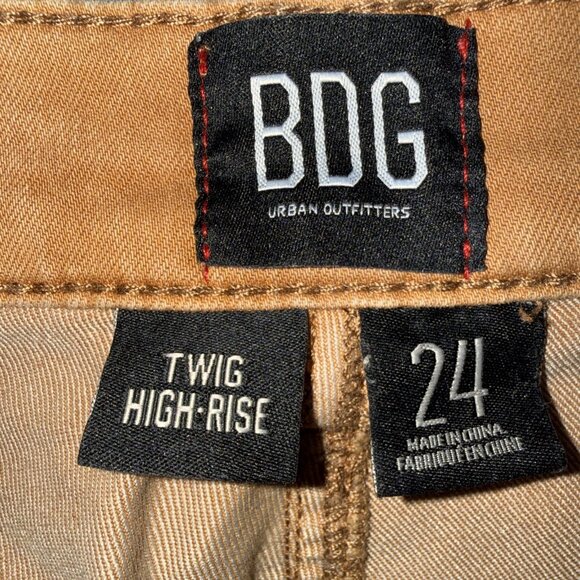 BDG
URBAN OUTFITTERS
TWIG
HIGH·RISE
24
MADE IN CHINA
FABRIQUÉ EN CHINE